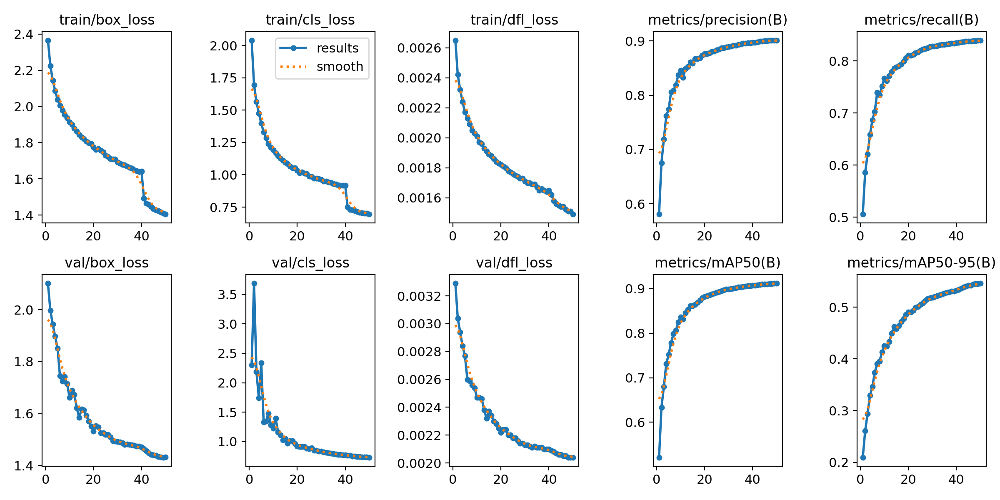 train/box_loss
2.4
2.2
2.0
1.8
1.6
1.4
0 20 40
train/cls_loss
results
smooth
2.00
1.75
1.50
1.25
1.00
0.75
0 20 40
train/dfl_loss
0.0026
0.0024
0.0022
0.0020
0.0018
0.0016
0 20 40
metrics/precision(B)
0.9
0.8
0.7
0.6
0 20 40
metrics/recall(B)
0.8
0.7
0.6
0.5
0 20 40
val/box_loss
2.0
1.8
1.6
1.4
0 20 40
val/cls_loss
3.5
3.0
2.5
2.0
1.5
1.0
0 20 40
val/dfl_loss
0.0032
0.0030
0.0028
0.0026
0.0024
0.0022
0.0020
0 20 40
metrics/mAP50(B)
0.9
0.8
0.7
0.6
0 20 40
metrics/mAP50-95(B)
0.5
0.4
0.3
0.2
0 20 40